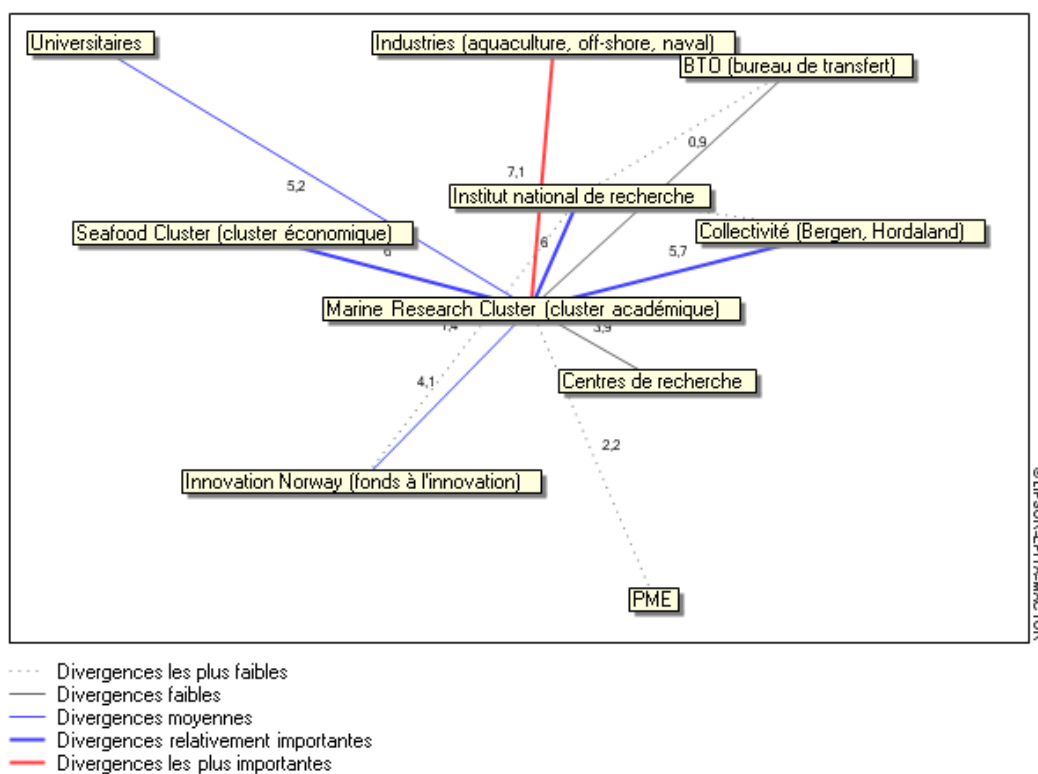 Universitaires
Industries (aquaculture, off-shore, naval)
BTO (bureau de transfert)
0,9
7,1
5,2
Institut national de recherche
Seafood Cluster (cluster économique)
Collectivité (Bergen, Hordaland)
6
6
5,7
Marine Research Cluster (cluster académique)
1,4
3,9
Centres de recherche
4,1
2,2
Innovation Norway (fonds à l'innovation)
PME
Divergences les plus faibles
Divergences faibles
Divergences moyennes
Divergences relativement importantes
Divergences les plus importantes